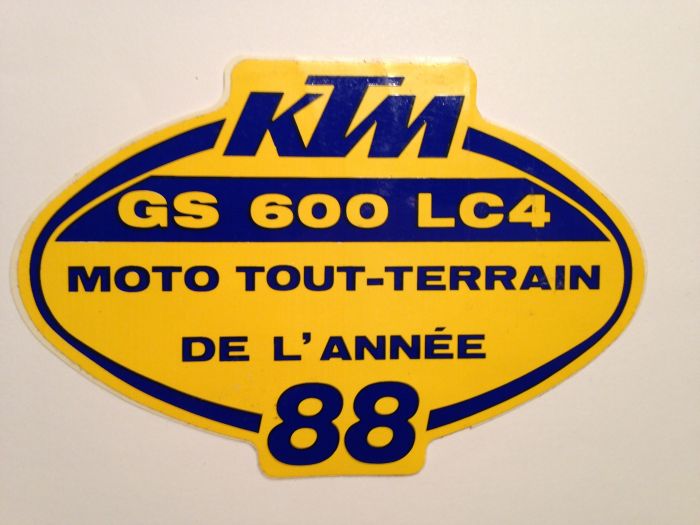 KTM
GS 600 LC4
MOTO TOUT-TERRAIN
DE L'ANNÉE
88